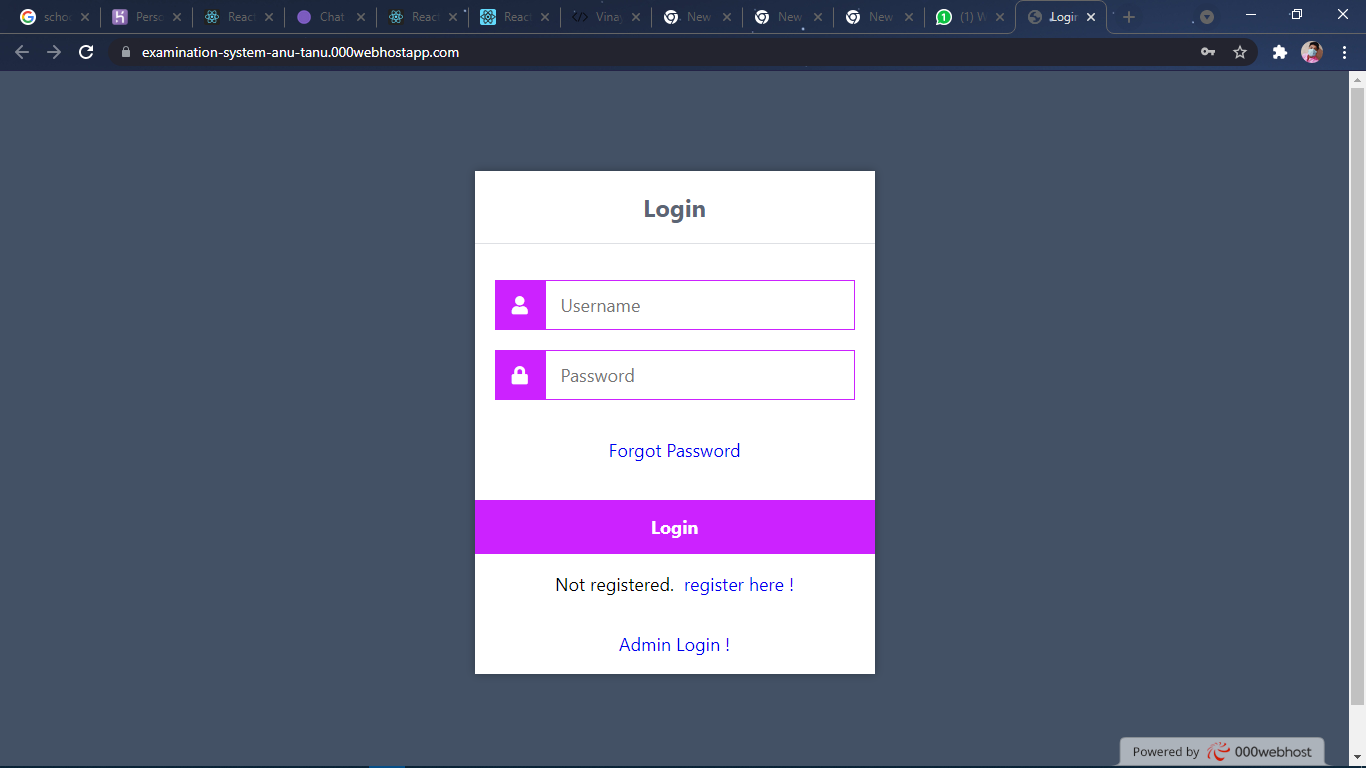 scho
Perso
React
Chat
React
React
Vina
New
New
New
(1) W
Login
examination-system-anu-tanu.000webhostapp.com
Login
Username
Password
Forgot Password
Login
Not registered. register here !
Admin Login !
Powered by 000webhost